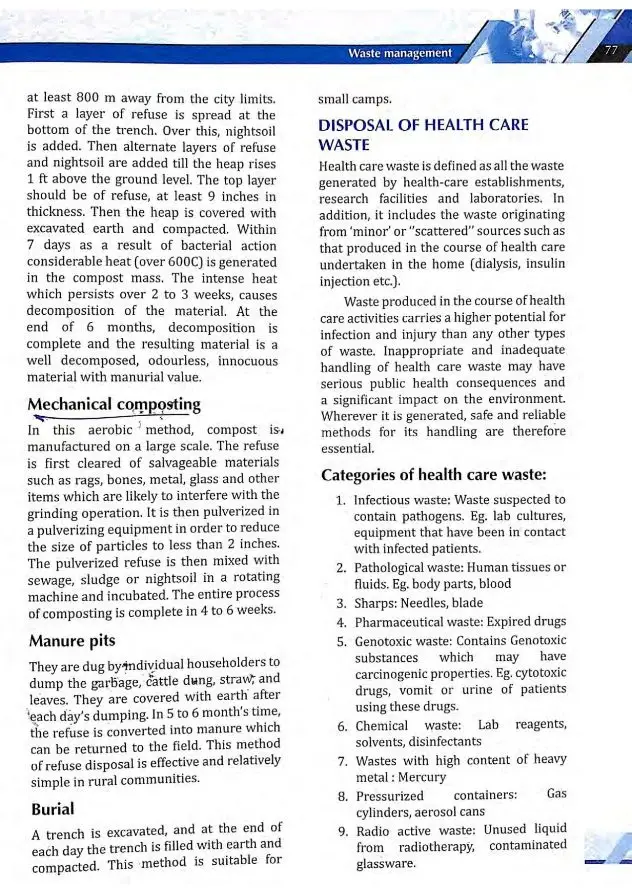 Waste management
77
at least 800 m away from the city limits.
First a layer of refuse is spread at the
bottom of the trench. Over this, nightsoil
is added. Then alternate layers of refuse
and nightsoil are added till the heap rises
1 ft above the ground level. The top layer
should be of refuse, at least 9 inches in
thickness. Then the heap is covered with
excavated earth and compacted. Within
7 days as a result of bacterial action
considerable heat (over 600C) is generated
in the compost mass. The intense heat
which persists over 2 to 3 weeks, causes
decomposition of the material. At the
end of 6 months, decomposition is
complete and the resulting material is a
well decomposed, odourless, innocuous
material with manurial value.
Mechanical composting
In this aerobic method, compost is
manufactured on a large scale. The refuse
is first cleared of salvageable materials
such as rags, bones, metal, glass and other
items which are likely to interfere with the
grinding operation. It is then pulverized in
a pulverizing equipment in order to reduce
the size of particles to less than 2 inches.
The pulverized refuse is then mixed with
sewage, sludge or nightsoil in a rotating
machine and incubated. The entire process
of composting is complete in 4 to 6 weeks.
Manure pits
They are dug by individual householders to
dump the garbage, cattle dung, straw, and
leaves. They are covered with earth after
each day's dumping. In 5 to 6 month's time,
the refuse is converted into manure which
can be returned to the field. This method
of refuse disposal is effective and relatively
simple in rural communities.
Burial
A trench is excavated, and at the end of
each day the trench is filled with earth and
compacted. This method is suitable for
small camps.
DISPOSAL OF HEALTH CARE
WASTE
Health care waste is defined as all the waste
generated by health-care establishments,
research facilities and laboratories. In
addition, it includes the waste originating
from 'minor' or "scattered" sources such as
that produced in the course of health care
undertaken in the home (dialysis, insulin
injection etc.).
Waste produced in the course of health
care activities carries a higher potential for
infection and injury than any other types
of waste. Inappropriate and inadequate
handling of health care waste may have
serious public health consequences and
a significant impact on the environment.
Wherever it is generated, safe and reliable
methods for its handling are therefore
essential.
Categories of health care waste:
1. Infectious waste: Waste suspected to
contain pathogens. Eg. lab cultures,
equipment that have been in contact
with infected patients.
2. Pathological waste: Human tissues or
fluids. Eg. body parts, blood
3. Sharps: Needles, blade
4. Pharmaceutical waste: Expired drugs
5. Genotoxic waste: Contains Genotoxic
substances which may have
carcinogenic properties. Eg. cytotoxic
drugs, vomit or urine of patients
using these drugs.
6. Chemical waste: Lab reagents,
solvents, disinfectants
7. Wastes with high content of heavy
metal : Mercury
8. Pressurized containers: Gas
cylinders, aerosol cans
9. Radio active waste: Unused liquid
from radiotherapy, contaminated
glassware.